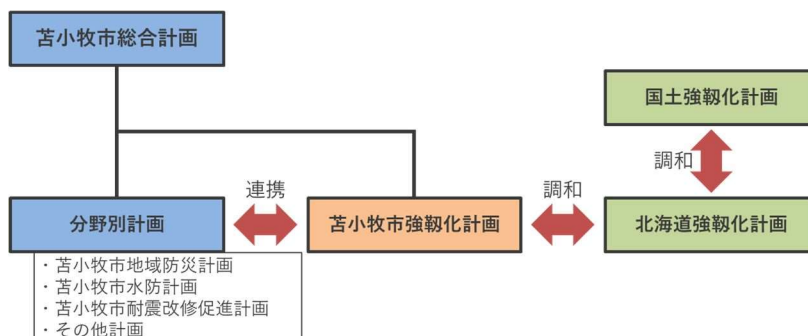 苫小牧市総合計画
国土強靱化計画
調和
分野別計画
連携
苫小牧市強靱化計画
調和
北海道強靱化計画
・苫小牧市地域防災計画
・苫小牧市水防計画
・苫小牧市耐震改修促進計画
・その他計画